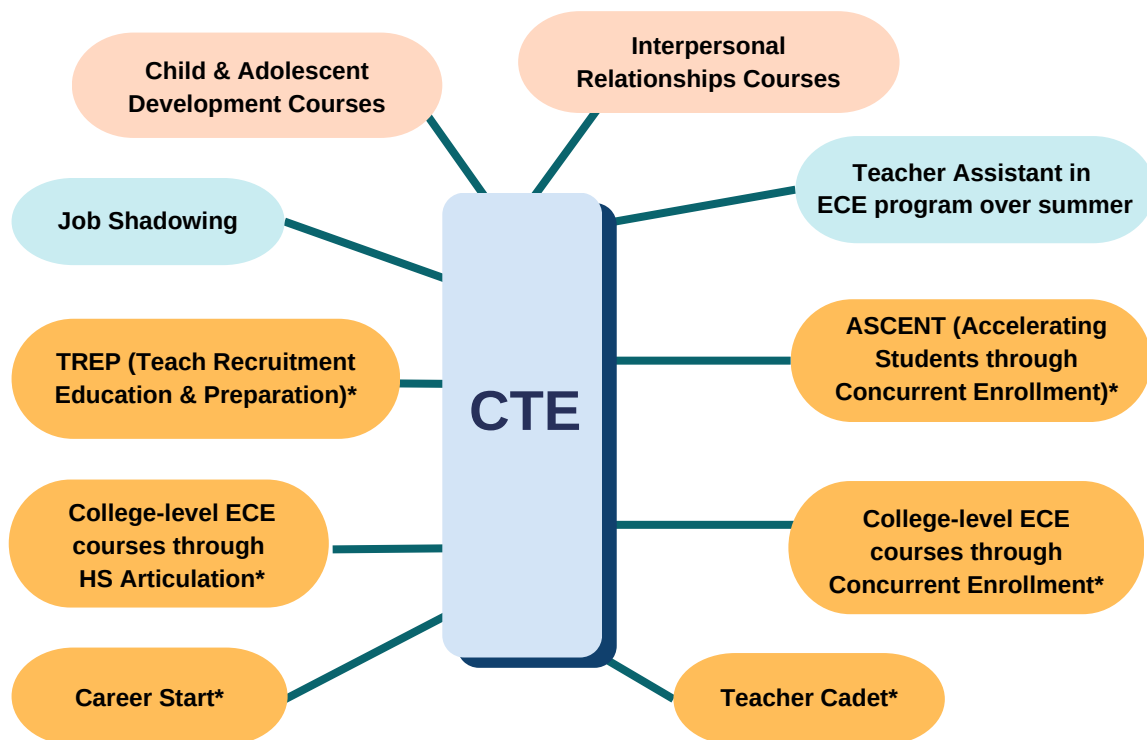 Child & Adolescent
Development Courses
Interpersonal
Relationships Courses
Job Shadowing
Teacher Assistant in
ECE program over summer
TREP (Teach Recruitment
Education & Preparation)*
ASCENT (Accelerating
Students through
Concurrent Enrollment)*
CTE
College-level ECE
courses through
HS Articulation*
College-level ECE
courses through
Concurrent Enrollment*
Career Start*
Teacher Cadet*